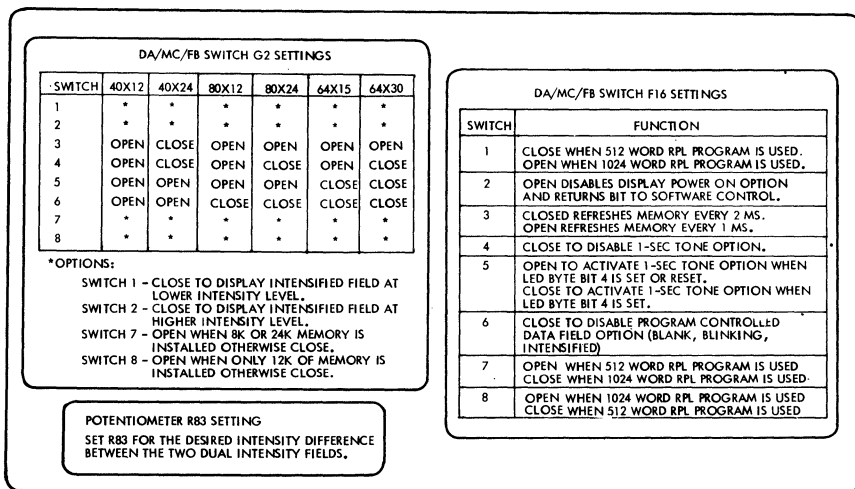 DA/MC/FB SWITCH G2 SETTINGS
SWITCH 40X12 40X24 80X12 80X24 64X15 64X30
1 * * * * * *
2 * * * * * *
3 OPEN CLOSE OPEN OPEN OPEN OPEN
4 OPEN CLOSE OPEN CLOSE OPEN CLOSE
5 OPEN OPEN OPEN OPEN CLOSE CLOSE
6 OPEN OPEN CLOSE CLOSE CLOSE CLOSE
7 * * * * * *
8 * * * * * *
*OPTIONS:
SWITCH 1 - CLOSE TO DISPLAY INTENSIFIED FIELD AT
LOWER INTENSITY LEVEL.
SWITCH 2 - CLOSE TO DISPLAY INTENSIFIED FIELD AT
HIGHER INTENSITY LEVEL.
SWITCH 7 - OPEN WHEN 8K OR 24K MEMORY IS
INSTALLED OTHERWISE CLOSE.
SWITCH 8 - OPEN WHEN ONLY 12K OF MEMORY IS
INSTALLED OTHERWISE CLOSE.
POTENTIOMETER R83 SETTING
SET R83 FOR THE DESIRED INTENSITY DIFFERENCE
BETWEEN THE TWO DUAL INTENSITY FIELDS.
DA/MC/FB SWITCH F16 SETTINGS
SWITCH FUNCTION
1 CLOSE WHEN 512 WORD RPL PROGRAM IS USED.
OPEN WHEN 1024 WORD RPL PROGRAM IS USED.
2 OPEN DISABLES DISPLAY POWER ON OPTION
AND RETURNS BIT TO SOFTWARE CONTROL.
3 CLOSED REFRESHES MEMORY EVERY 2 MS.
OPEN REFRESHES MEMORY EVERY 1 MS.
4 CLOSE TO DISABLE 1-SEC TONE OPTION.
5 OPEN TO ACTIVATE 1-SEC TONE OPTION WHEN
LED BYTE BIT 4 IS SET OR RESET.
CLOSE TO ACTIVATE 1-SEC TONE OPTION WHEN
LED BYTE BIT 4 IS SET.
6 CLOSE TO DISABLE PROGRAM CONTROLLED
DATA FIELD OPTION (BLANK, BLINKING,
INTENSIFIED)
7 OPEN WHEN 512 WORD RPL PROGRAM IS USED
CLOSE WHEN 1024 WORD RPL PROGRAM IS USED
8 OPEN WHEN 1024 WORD RPL PROGRAM IS USED
CLOSE WHEN 512 WORD RPL PROGRAM IS USED